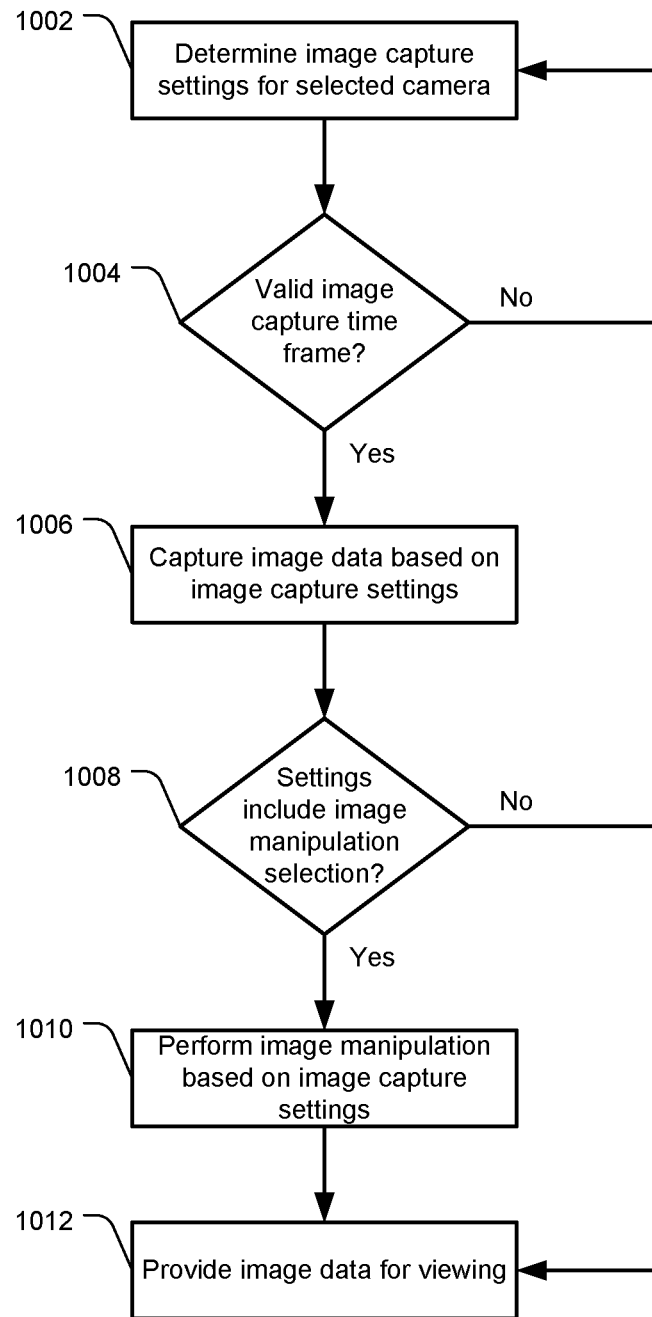 1002
Determine image capture
settings for selected camera
1004
Valid image
capture time
frame?
No
Yes
1006
Capture image data based on
image capture settings
1008
Settings
include image
manipulation
selection?
No
Yes
1010
Perform image manipulation
based on image capture
settings
1012
Provide image data for viewing